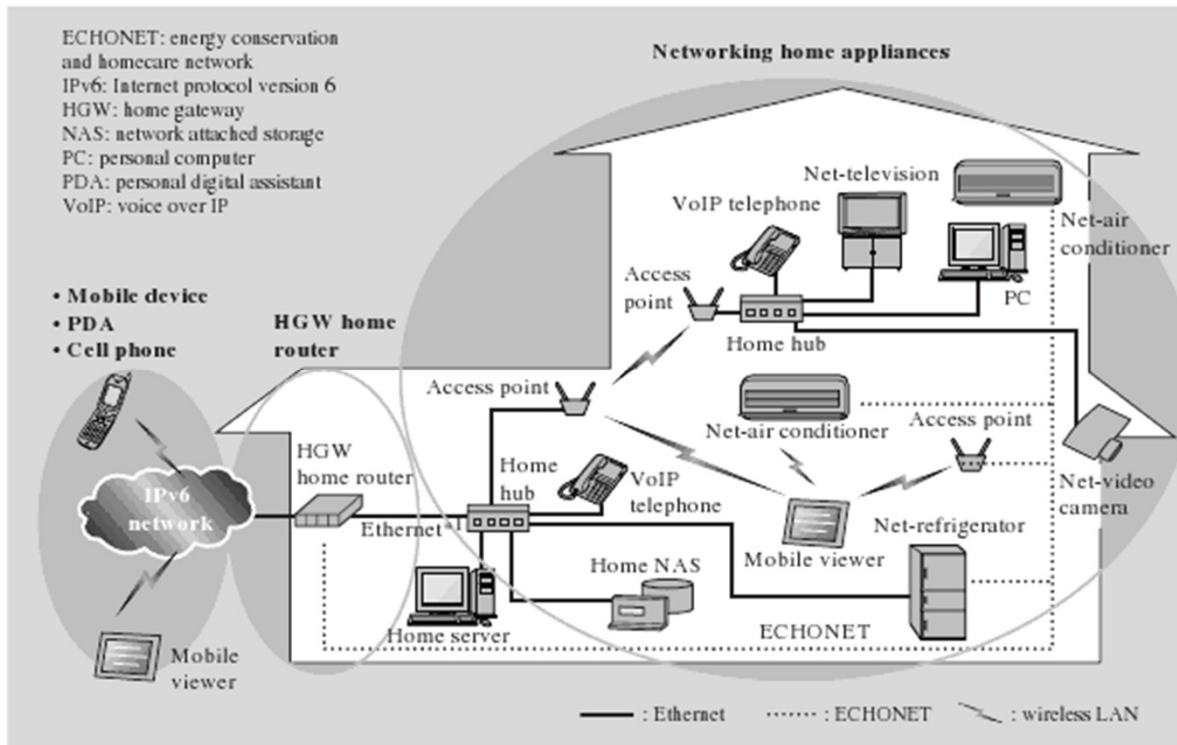 ECHONET: energy conservation
and homecare network
IPv6: Internet protocol version 6
HGW: home gateway
NAS: network attached storage
PC: personal computer
PDA: personal digital assistant
VoIP: voice over IP
Networking home appliances
Net-television
VoIP telephone
Net-air
conditioner
Access
point
PC
Home hub
• Mobile device
• PDA
• Cell phone
HGW home
router
Access point
Net-air conditioner
Access point
HGW
home router
Home
hub
VoIP
telephone
Net-video
camera
IPv6
network
Ethernet*1
Net-refrigerator
Mobile viewer
Home NAS
Home server
ECHONET
Mobile
viewer
: Ethernet
: ECHONET
: wireless LAN